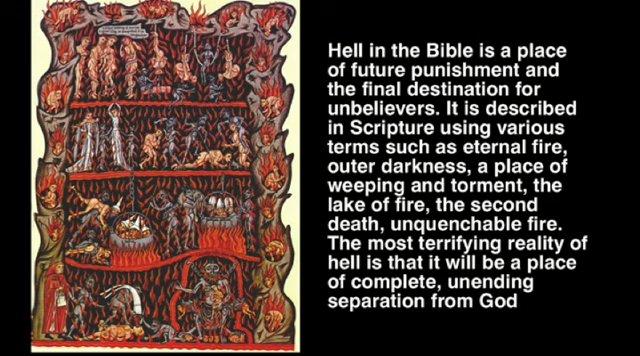 Hell in the Bible is a place
of future punishment and
the final destination for
unbelievers. It is described
in Scripture using various
terms such as eternal fire,
outer darkness, a place of
weeping and torment, the
lake of fire, the second
death, unquenchable fire.
The most terrifying reality of
hell is that it will be a place
of complete, unending
separation from God